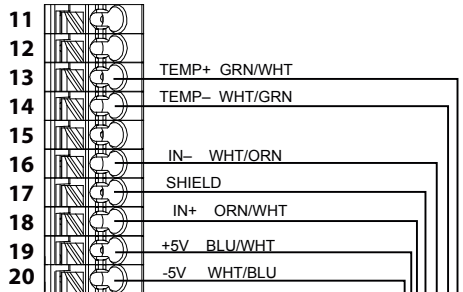 11
12
13 TEMP+ GRN/WHT
14 TEMP– WHT/GRN
15
16 IN– WHT/ORN
17 SHIELD
18 IN+ ORN/WHT
19 +5V BLU/WHT
20 -5V WHT/BLU